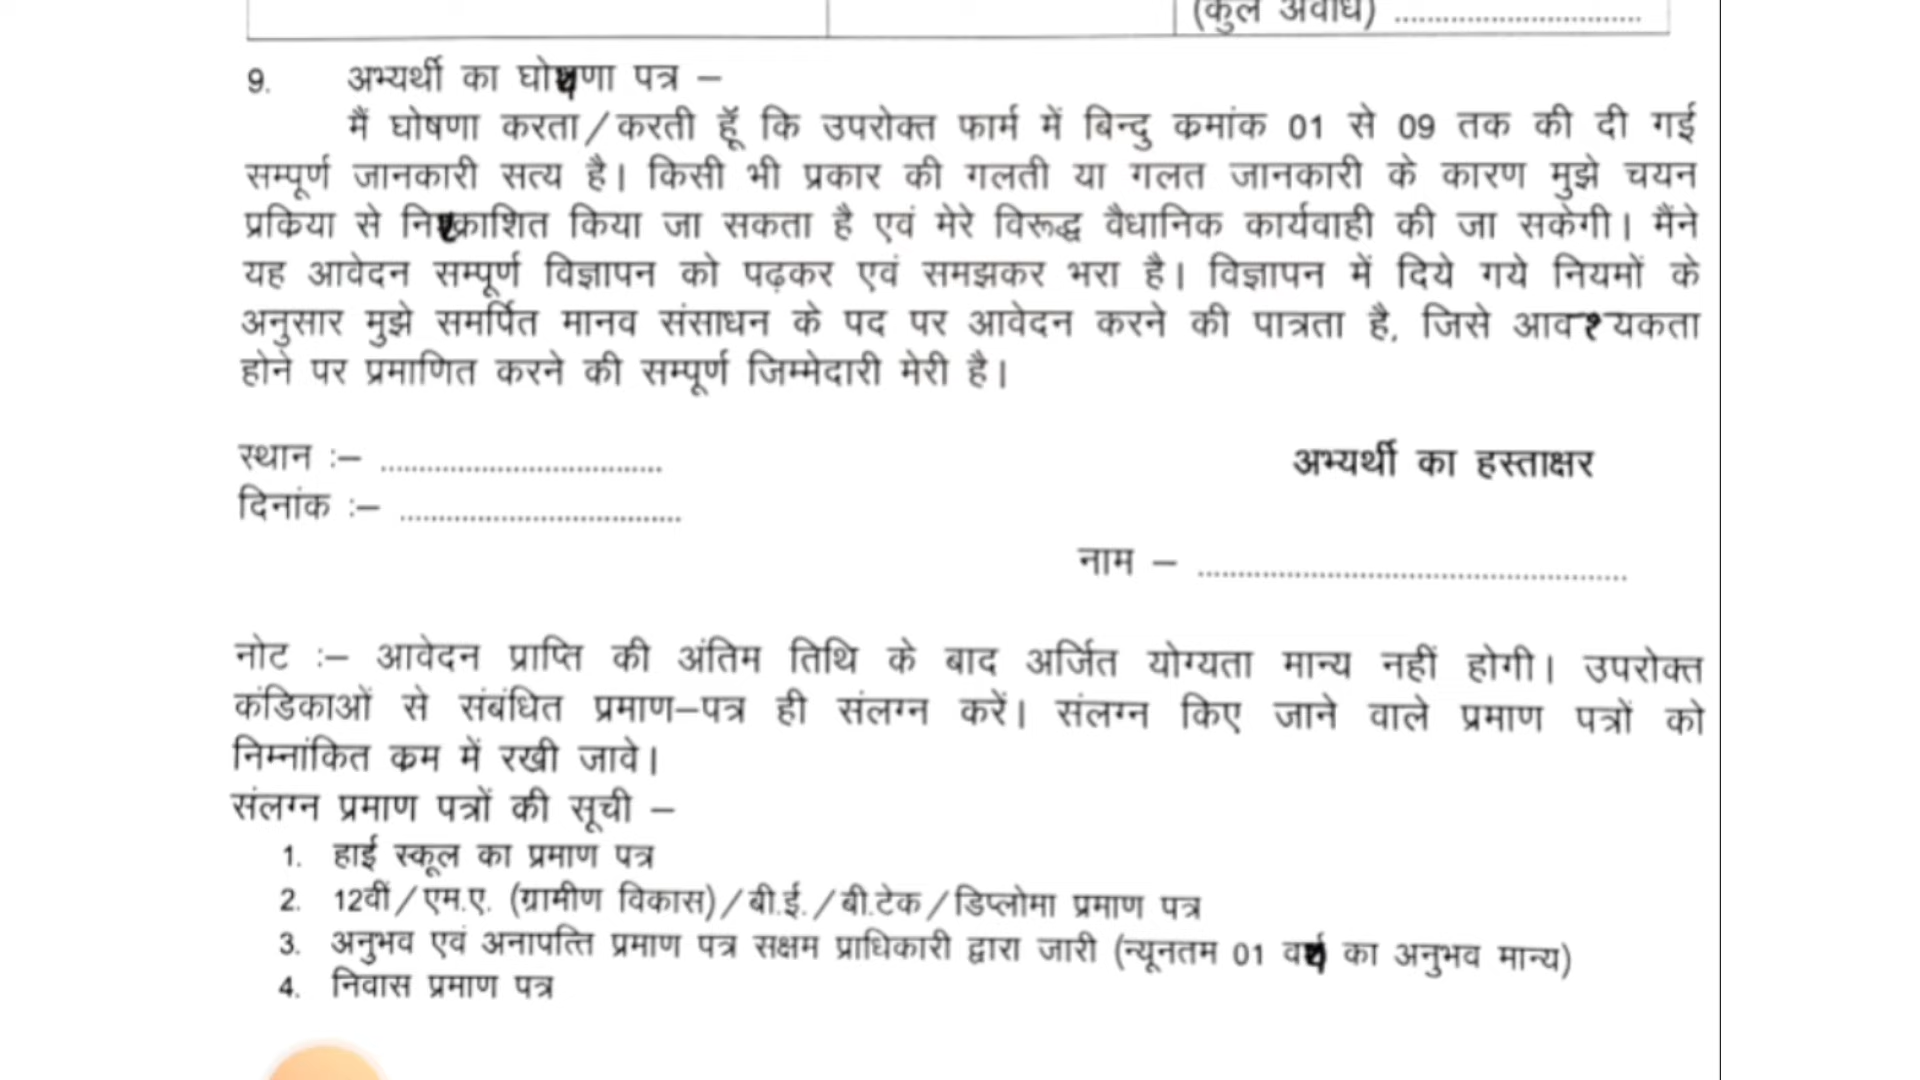 (कुल अवधि) ................................
9. अभ्यर्थी का घोषणा पत्र –
मैं घोषणा करता/करती हूँ कि उपरोक्त फार्म में बिन्दु क्रमांक 01 से 09 तक की दी गई
सम्पूर्ण जानकारी सत्य है। किसी भी प्रकार की गलती या गलत जानकारी के कारण मुझे चयन
प्रकिया से निष्काशित किया जा सकता है एवं मेरे विरूद्ध वैधानिक कार्यवाही की जा सकेगी। मैंने
यह आवेदन सम्पूर्ण विज्ञापन को पढ़कर एवं समझकर भरा है। विज्ञापन में दिये गये नियमों के
अनुसार मुझे समर्पित मानव संसाधन के पद पर आवेदन करने की पात्रता है, जिसे आवश्यकता
होने पर प्रमाणित करने की सम्पूर्ण जिम्मेदारी मेरी है।
स्थान :– ....................................
अभ्यर्थी का हस्ताक्षर
दिनांक :– ....................................
नाम – ......................................................
नोट :– आवेदन प्राप्ति की अंतिम तिथि के बाद अर्जित योग्यता मान्य नहीं होगी। उपरोक्त
कंडिकाओं से संबंधित प्रमाण–पत्र ही संलग्न करें। संलग्न किए जाने वाले प्रमाण पत्रों को
निम्नांकित क्रम में रखी जावे।
संलग्न प्रमाण पत्रों की सूची –
1. हाई स्कूल का प्रमाण पत्र
2. 12वीं/एम.ए. (ग्रामीण विकास)/बी.ई./बी.टेक/डिप्लोमा प्रमाण पत्र
3. अनुभव एवं अनापत्ति प्रमाण पत्र सक्षम प्राधिकारी द्वारा जारी (न्यूनतम 01 वर्ष का अनुभव मान्य)
4. निवास प्रमाण पत्र